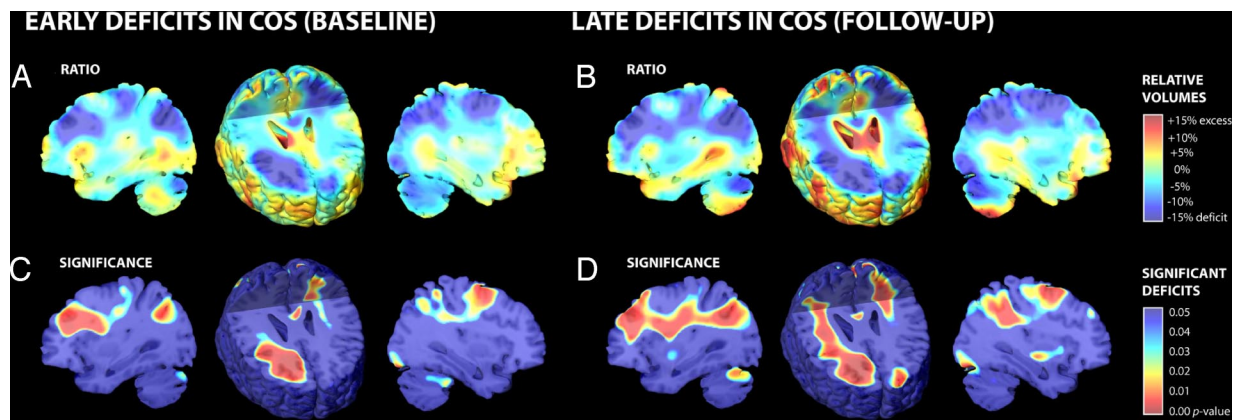 EARLY DEFICITS IN COS (BASELINE)
LATE DEFICITS IN COS (FOLLOW-UP)
A
RATIO
B
RATIO
RELATIVE
VOLUMES
+15% excess
+10%
+5%
0%
-5%
-10%
-15% deficit
C
SIGNIFICANCE
D
SIGNIFICANCE
SIGNIFICANT
DEFICITS
0.05
0.04
0.03
0.02
0.01
0.00 p-value